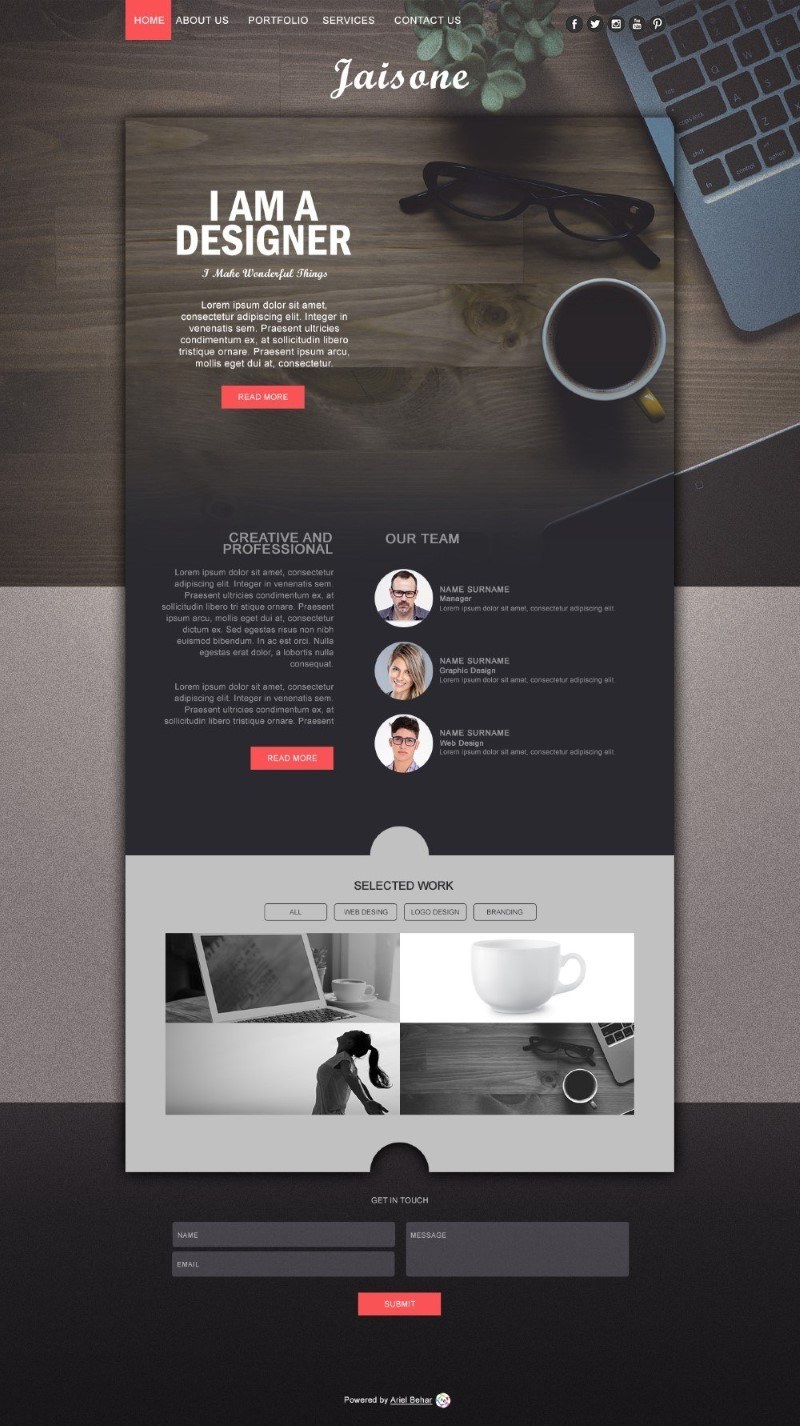 HOME ABOUT US PORTFOLIO SERVICES CONTACT US
Jaisone
I AM A
DESIGNER
I Make Wonderful Things
Lorem ipsum dolor sit amet,
consectetur adipiscing elit. Integer in
venenatis sem. Praesent ultricies
condimentum ex, at sollicitudin libero
tristique ornare. Praesent ipsum arcu,
mollis eget dui at, consectetur.
READ MORE
CREATIVE AND
PROFESSIONAL
Lorem ipsum dolor sit amet, consectetur
adipiscing elit. Integer in venenatis sem.
Praesent ultricies condimentum ex, at
sollicitudin libero tri stique ornare. Praesent
ipsum arcu, mollis eget dui at, consectetur
dictum ex. Sed egestas risus non nibh
euismod bibendum. In ac est orci. Nulla
egestas erat dolor, a lobortis nulla
consequat.
Lorem ipsum dolor sit amet, consectetur
adipiscing elit. Integer in venenatis sem.
Praesent ultricies condimentum ex, at
sollicitudin libero tristique ornare. Praesent
READ MORE
OUR TEAM
NAME SURNAME
Manager
Lorem ipsum dolor sit amet, consectetur adipiscing elit.
NAME SURNAME
Graphic Design
Lorem ipsum dolor sit amet, consectetur adipiscing elit.
NAME SURNAME
Web Design
Lorem ipsum dolor sit amet, consectetur adipiscing elit.
SELECTED WORK
ALL WEB DESING LOGO DESIGN BRANDING
GET IN TOUCH
NAME
EMAIL
MESSAGE
SUBMIT
Powered by Ariel Behar